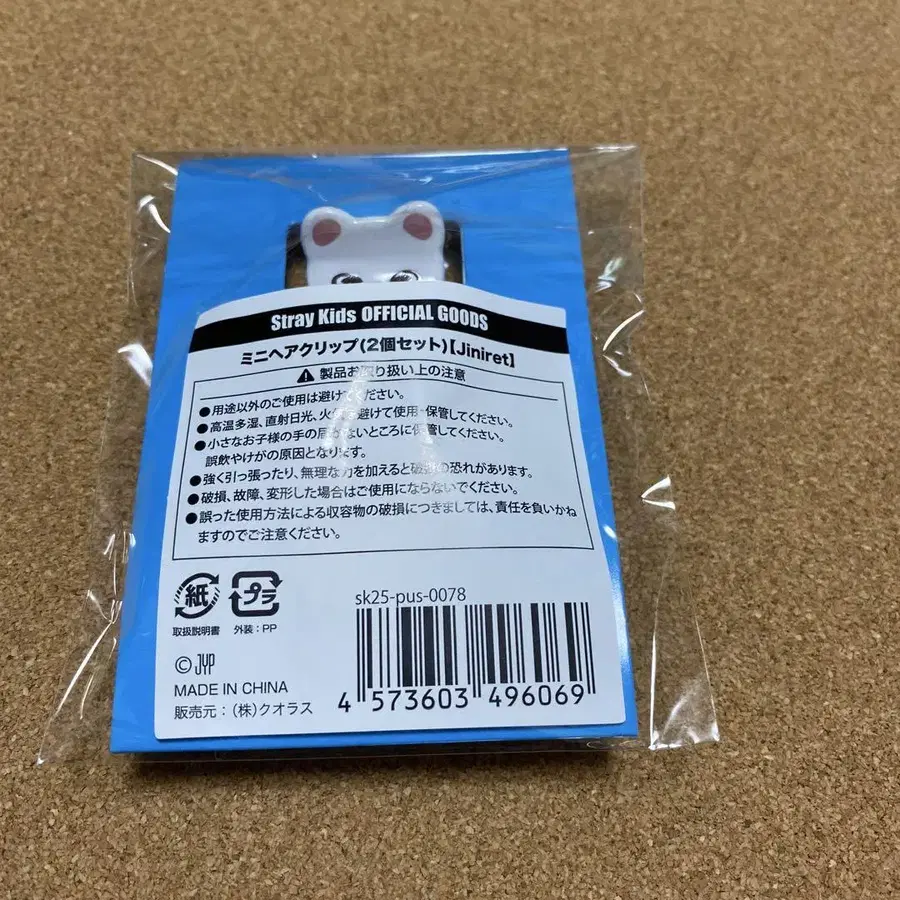 Stray Kids OFFICIAL GOODS
ミニヘアクリップ(2個セット)【Jiniret】
製品お取り扱い上の注意
●用途以外のご使用は避けてください。
●高温多湿、直射日光、火気を避けて使用・保管してください。
●小さなお子様の手の届かないところに保管してください。
誤飲やけがの原因となります。
●強く引っ張ったり、無理な力を加えると破損の恐れがあります。
●破損、故障、変形した場合はご使用にならないでください。
●誤った使用方法による収容物の破損につきましては、責任を負いかね
ますのでご注意ください。
紙
プラ
取扱説明書
外装:PP
sk25-pus-0078
© JYP
MADE IN CHINA
販売元:(株)クオラス
4 573603 496069